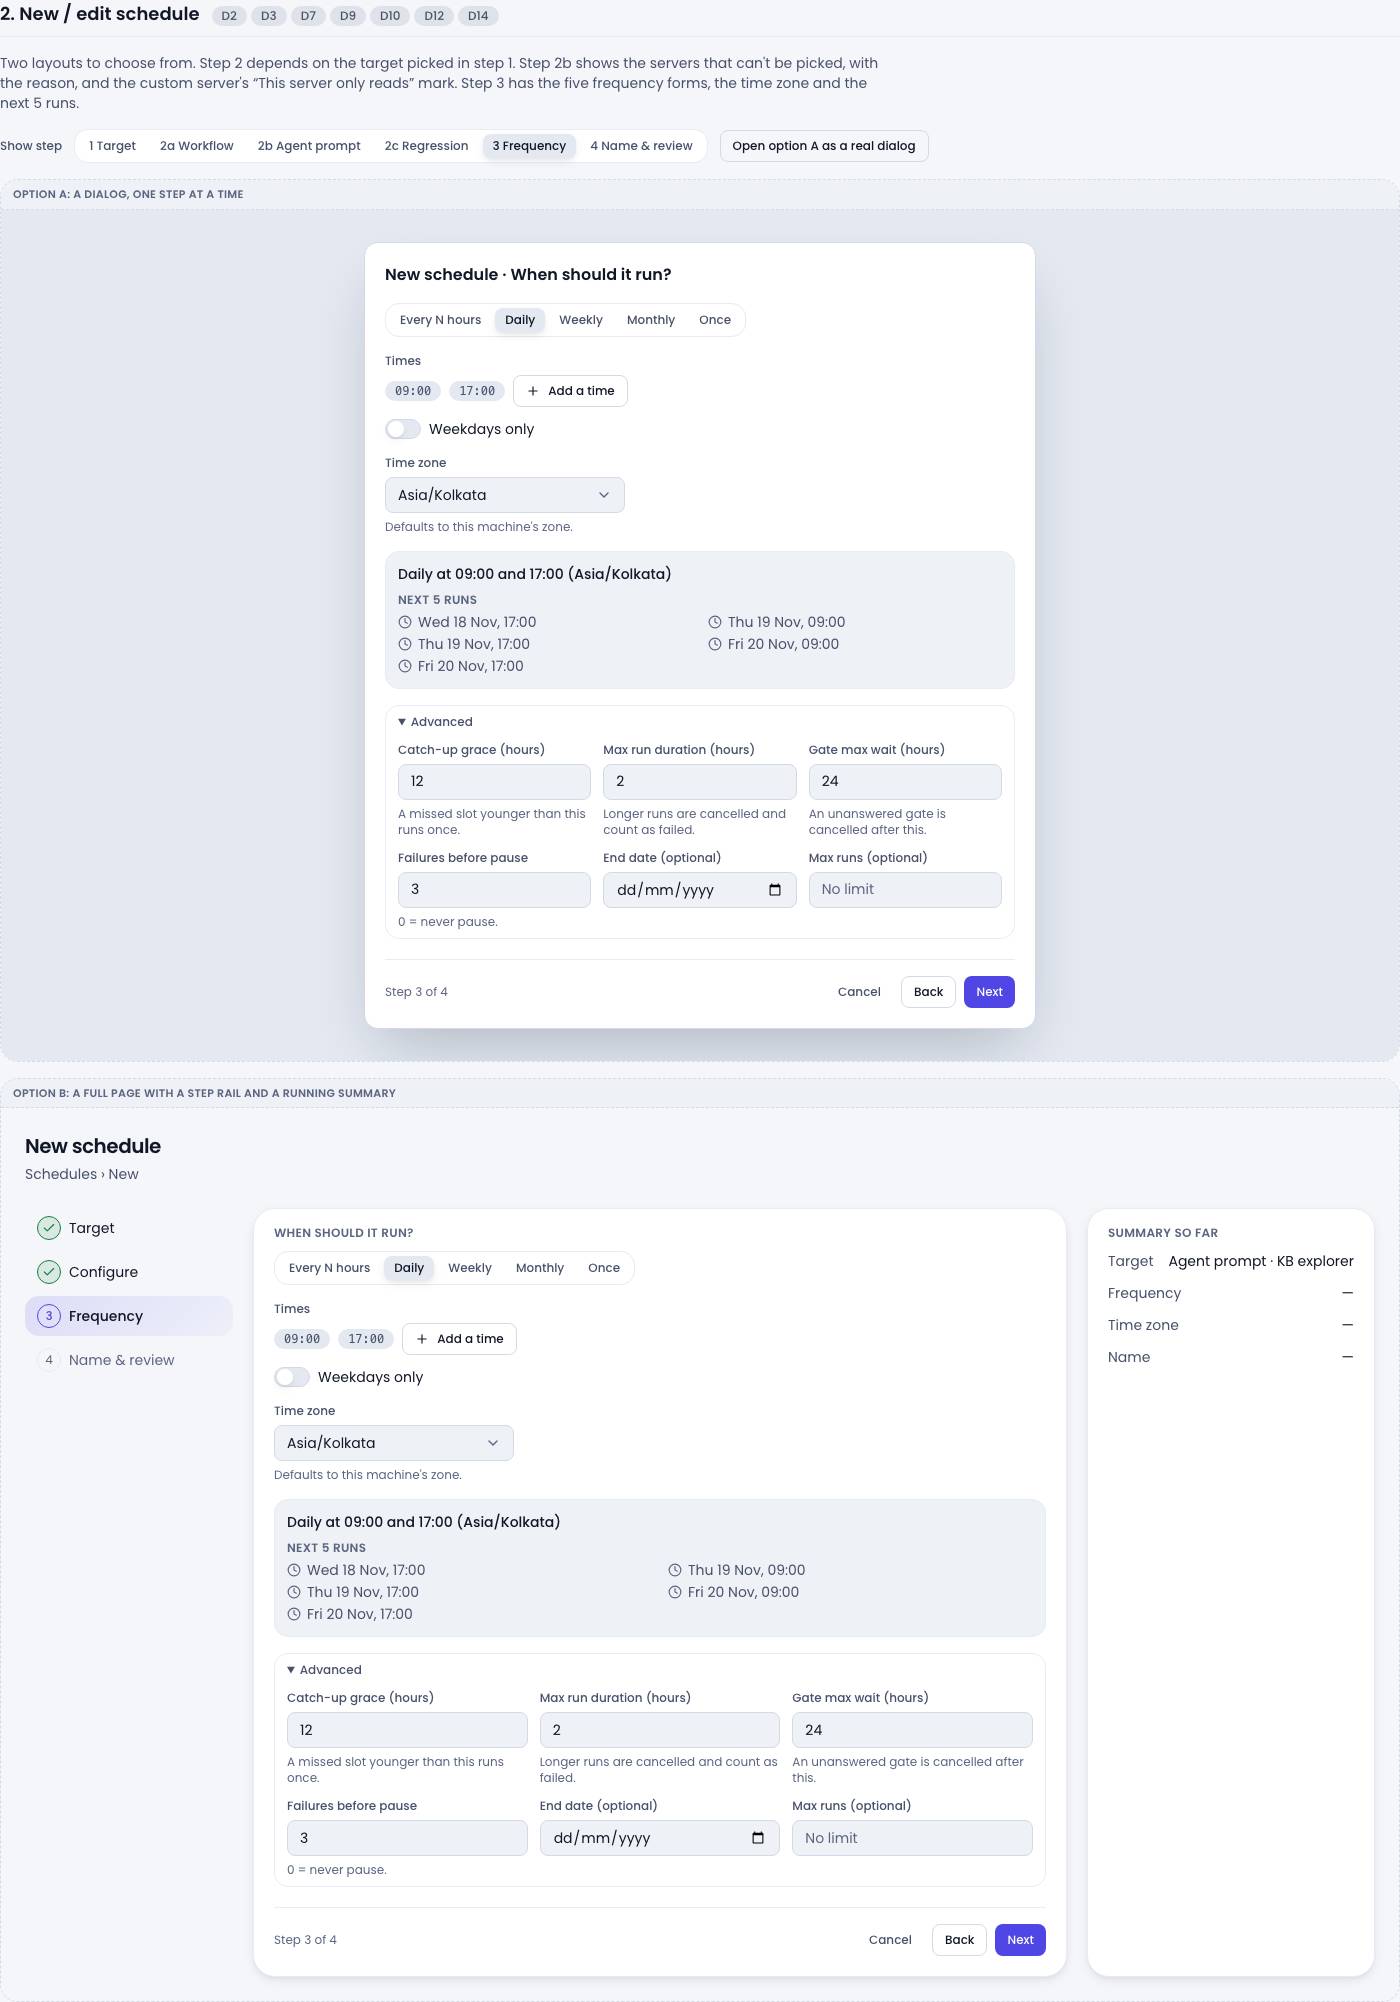 2. New / edit schedule D2 D3 D7 D9 D10 D12 D14
Two layouts to choose from. Step 2 depends on the target picked in step 1. Step 2b shows the servers that can't be picked, with
the reason, and the custom server's “This server only reads” mark. Step 3 has the five frequency forms, the time zone and the
next 5 runs.
Show step 1 Target 2a Workflow 2b Agent prompt 2c Regression 3 Frequency 4 Name & review Open option A as a real dialog
OPTION A: A DIALOG, ONE STEP AT A TIME
New schedule · When should it run?
Every N hours Daily Weekly Monthly Once
Times
09:00 17:00 + Add a time
Weekdays only
Time zone
Asia/Kolkata
Defaults to this machine's zone.
Daily at 09:00 and 17:00 (Asia/Kolkata)
NEXT 5 RUNS
Wed 18 Nov, 17:00 Thu 19 Nov, 09:00
Thu 19 Nov, 17:00 Fri 20 Nov, 09:00
Fri 20 Nov, 17:00
▼ Advanced
Catch-up grace (hours) Max run duration (hours) Gate max wait (hours)
12 2 24
A missed slot younger than this Longer runs are cancelled and An unanswered gate is
runs once. count as failed. cancelled after this.
Failures before pause End date (optional) Max runs (optional)
3 dd/mm/yyyy No limit
0 = never pause.
Step 3 of 4 Cancel Back Next
OPTION B: A FULL PAGE WITH A STEP RAIL AND A RUNNING SUMMARY
New schedule
Schedules › New
Target
Configure
3 Frequency
4 Name & review
WHEN SHOULD IT RUN?
Every N hours Daily Weekly Monthly Once
Times
09:00 17:00 + Add a time
Weekdays only
Time zone
Asia/Kolkata
Defaults to this machine's zone.
Daily at 09:00 and 17:00 (Asia/Kolkata)
NEXT 5 RUNS
Wed 18 Nov, 17:00 Thu 19 Nov, 09:00
Thu 19 Nov, 17:00 Fri 20 Nov, 09:00
Fri 20 Nov, 17:00
▼ Advanced
Catch-up grace (hours) Max run duration (hours) Gate max wait (hours)
12 2 24
A missed slot younger than this runs Longer runs are cancelled and count as An unanswered gate is cancelled after
once. failed. this.
Failures before pause End date (optional) Max runs (optional)
3 dd/mm/yyyy No limit
0 = never pause.
Step 3 of 4 Cancel Back Next
SUMMARY SO FAR
Target Agent prompt · KB explorer
Frequency —
Time zone —
Name —